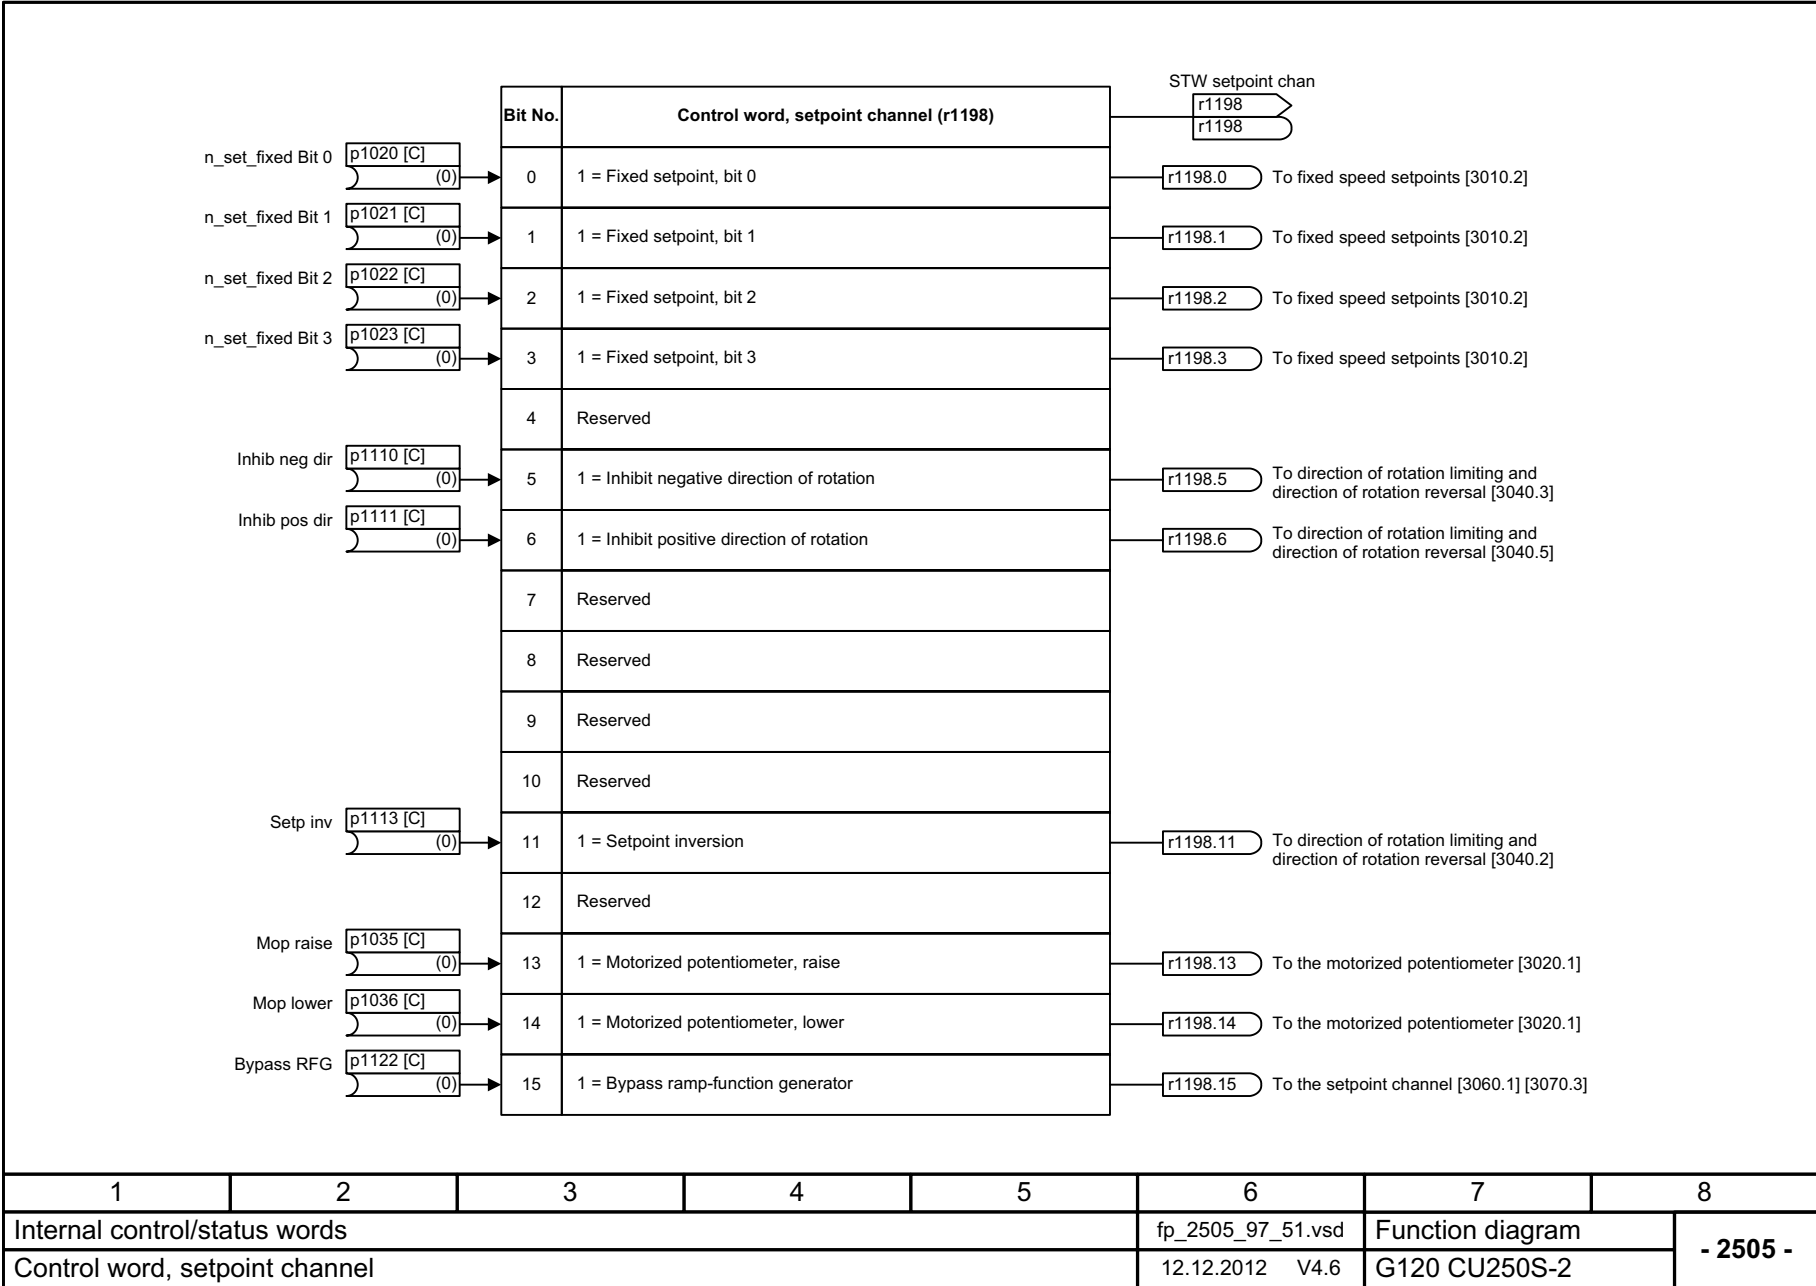 STW setpoint chan
Bit No. Control word, setpoint channel (r1198) r1198
r1198
n_set_fixed Bit 0 p1020 [C]
(0) 0 1 = Fixed setpoint, bit 0 r1198.0 To fixed speed setpoints [3010.2]
n_set_fixed Bit 1 p1021 [C]
(0) 1 1 = Fixed setpoint, bit 1 r1198.1 To fixed speed setpoints [3010.2]
n_set_fixed Bit 2 p1022 [C]
(0) 2 1 = Fixed setpoint, bit 2 r1198.2 To fixed speed setpoints [3010.2]
n_set_fixed Bit 3 p1023 [C]
(0) 3 1 = Fixed setpoint, bit 3 r1198.3 To fixed speed setpoints [3010.2]
4 Reserved
Inhib neg dir p1110 [C]
(0) 5 1 = Inhibit negative direction of rotation r1198.5 To direction of rotation limiting and
direction of rotation reversal [3040.3]
Inhib pos dir p1111 [C]
(0) 6 1 = Inhibit positive direction of rotation r1198.6 To direction of rotation limiting and
direction of rotation reversal [3040.5]
7 Reserved
8 Reserved
9 Reserved
10 Reserved
Setp inv p1113 [C]
(0) 11 1 = Setpoint inversion r1198.11 To direction of rotation limiting and
direction of rotation reversal [3040.2]
12 Reserved
Mop raise p1035 [C]
(0) 13 1 = Motorized potentiometer, raise r1198.13 To the motorized potentiometer [3020.1]
Mop lower p1036 [C]
(0) 14 1 = Motorized potentiometer, lower r1198.14 To the motorized potentiometer [3020.1]
Bypass RFG p1122 [C]
(0) 15 1 = Bypass ramp-function generator r1198.15 To the setpoint channel [3060.1] [3070.3]
1 2 3 4 5 6 7 8
Internal control/status words fp_2505_97_51.vsd Function diagram
- 2505 -
Control word, setpoint channel 12.12.2012 V4.6 G120 CU250S-2